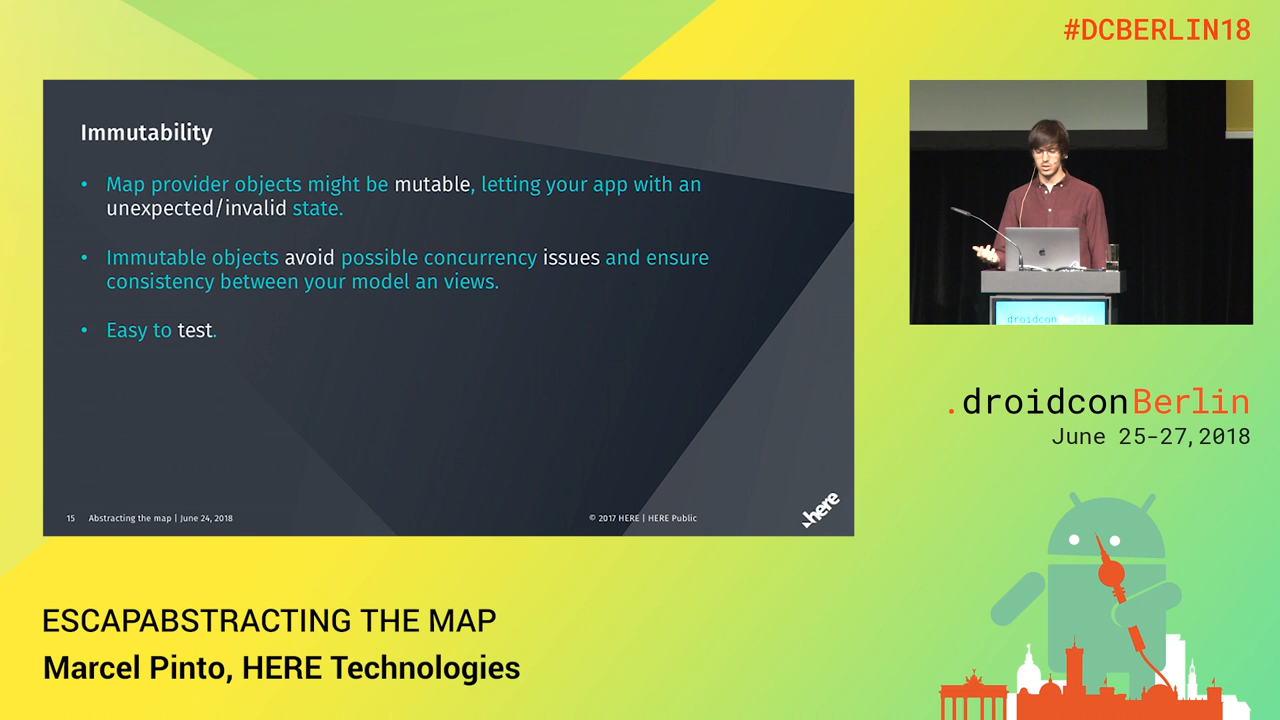 #DCBERLIN18
Immutability
• Map provider objects might be mutable, letting your app with an
unexpected/invalid state.
• Immutable objects avoid possible concurrency issues and ensure
consistency between your model an views.
• Easy to test.
15 Abstracting the map | June 24, 2018
© 2017 HERE | HERE Public
here
droidconBerlin
.droidconBerlin
June 25-27, 2018
ESCAPABSTRACTING THE MAP
Marcel Pinto, HERE Technologies